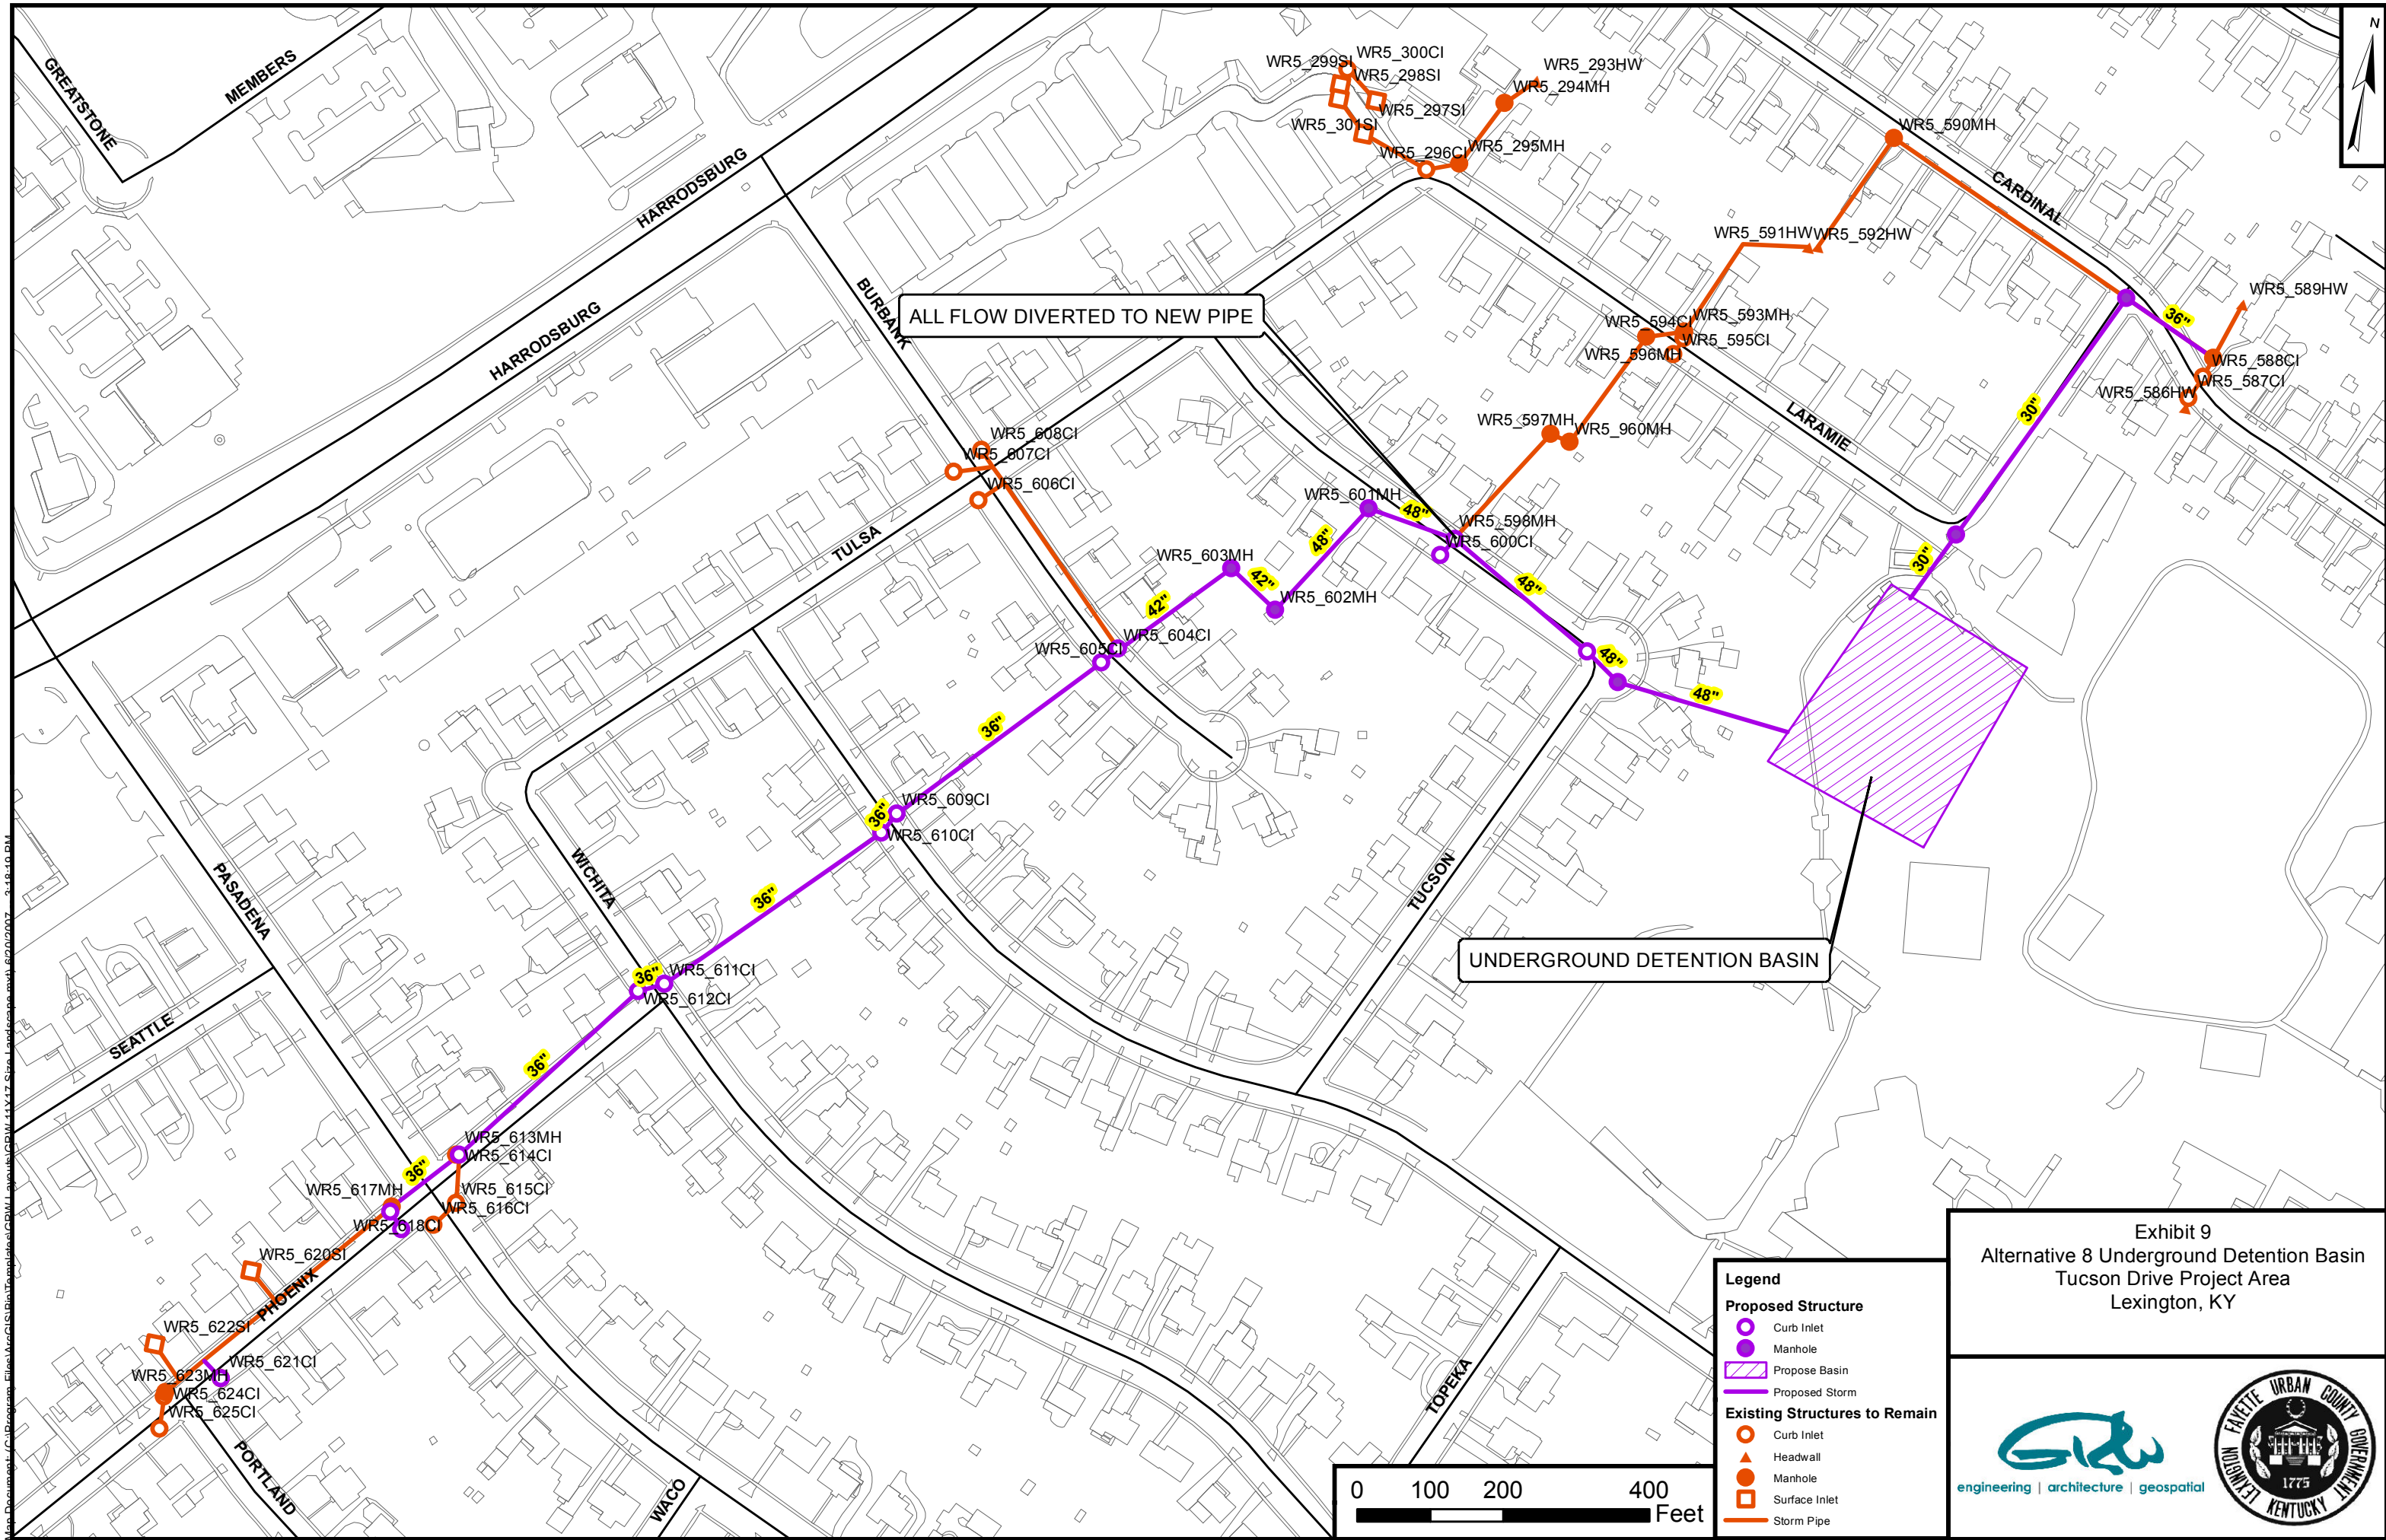 N
GREATSTONE
MEMBERS
HARRODSBURG
HARRODSBURG
BURBANK
WR5_299SI
WR5_300CI
WR5_298SI
WR5_297SI
WR5_301SI
WR5_296CI
WR5_293HW
WR5_294MH
WR5_295MH
WR5_590MH
CARDINAL
WR5_591HW
WR5_592HW
WR5_589HW
36"
WR5_588CI
WR5_587CI
WR5_586HW
ALL FLOW DIVERTED TO NEW PIPE
WR5_594CI
WR5_593MH
WR5_595CI
WR5_596MH
LARAMIE
30"
WR5_597MH
WR5_960MH
WR5_608CI
WR5_607CI
WR5_606CI
TULSA
WR5_601MH
48"
WR5_598MH
WR5_600CI
48"
WR5_603MH
42"
WR5_602MH
42"
48"
30"
WR5_604CI
WR5_605CI
48"
48"
36"
WR5_609CI
36"
WR5_610CI
WICHITA
PASADENA
TUCSON
36"
UNDERGROUND DETENTION BASIN
WR5_611CI
36"
WR5_612CI
SEATTLE
36"
WR5_613MH
WR5_614CI
36"
WR5_617MH
WR5_615CI
WR5_616CI
WR5_618CI
WR5_620SI
PHOENIX
WR5_622SI
WR5_621CI
WR5_623MH
WR5_624CI
WR5_625CI
PORTLAND
WACO
TOPEKA
0 100 200 400
Feet
Legend
Proposed Structure
Curb Inlet
Manhole
Propose Basin
Proposed Storm
Existing Structures to Remain
Curb Inlet
Headwall
Manhole
Surface Inlet
Storm Pipe
Exhibit 9
Alternative 8 Underground Detention Basin
Tucson Drive Project Area
Lexington, KY
GRW
engineering | architecture | geospatial
LEXINGTON FAYETTE URBAN COUNTY GOVERNMENT
1775
KENTUCKY